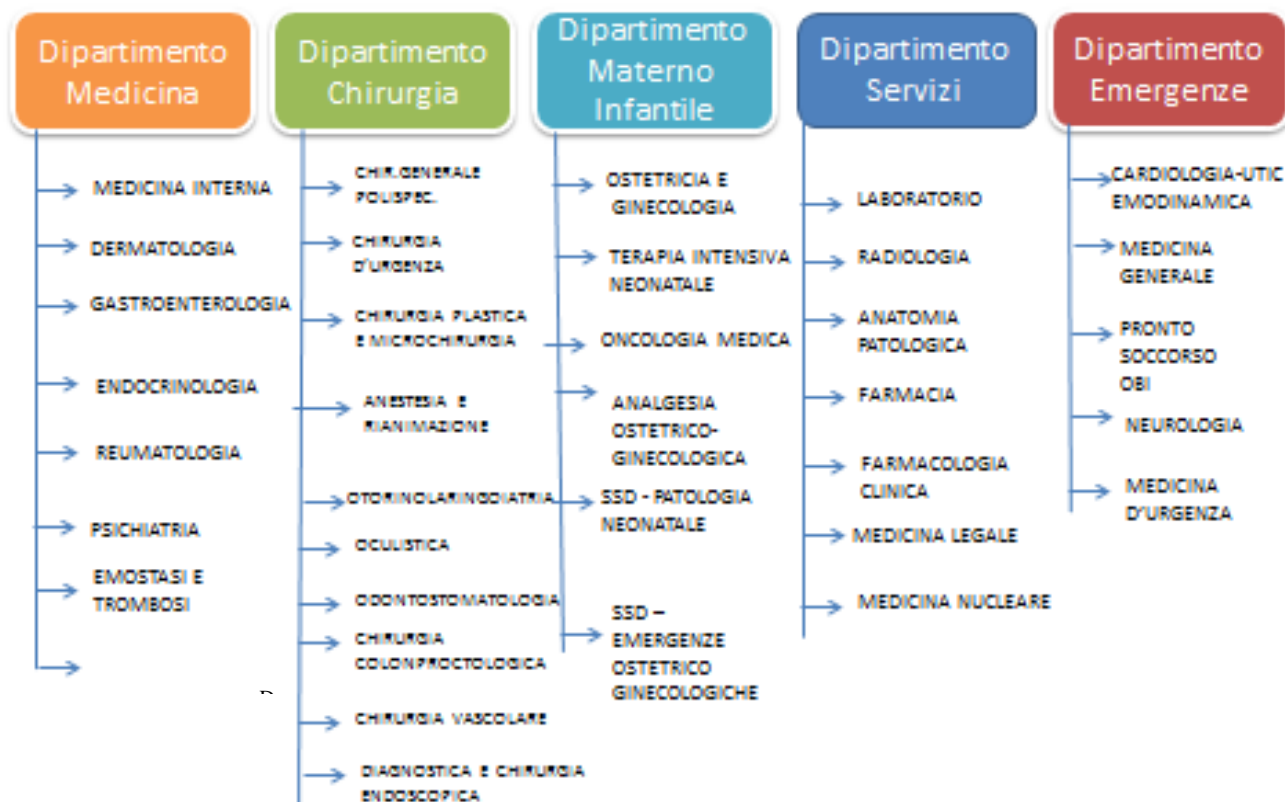 Dipartimento
Medicina
MEDICINA INTERNA
DERMATOLOGIA
GASTROENTEROLOGIA
ENDOCRINOLOGIA
REUMATOLOGIA
PSICHIATRIA
EMOSTASI E
TROMBOSI
Dipartimento
Chirurgia
CHIR.GENERALE
POLISPEC.
CHIRURGIA
D'URGENZA
CHIRURGIA PLASTICA
E MICROCHIRURGIA
ANESTESIA E
RIANIMAZIONE
OTORINOLARINGOIATRIA
OCULISTICA
ODONTOSTOMATOLOGIA
CHIRURGIA
COLONPROCTOLOGICA
CHIRURGIA VASCOLARE
DIAGNOSTICA E CHIRURGIA
ENDOSCOPICA
Dipartimento
Materno
Infantile
OSTETRICIA E
GINECOLOGIA
TERAPIA INTENSIVA
NEONATALE
ONCOLOGIA MEDICA
ANALGESIA
OSTETRICO-
GINECOLOGICA
SSD - PATOLOGIA
NEONATALE
SSD –
EMERGENZE
OSTETRICO
GINECOLOGICHE
Dipartimento
Servizi
LABORATORIO
RADIOLOGIA
ANATOMIA
PATOLOGICA
FARMACIA
FARMACOLOGIA
CLINICA
MEDICINA LEGALE
MEDICINA NUCLEARE
Dipartimento
Emergenze
CARDIOLOGIA-UTIC
EMODINAMICA
MEDICINA
GENERALE
PRONTO
SOCCORSO
OBI
NEUROLOGIA
MEDICINA
D'URGENZA